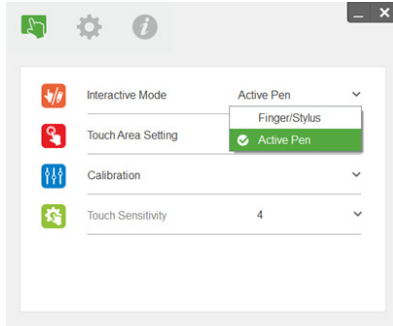 Interactive Mode Active Pen
Finger/Stylus
Touch Area Setting
Active Pen
Calibration
Touch Sensitivity 4